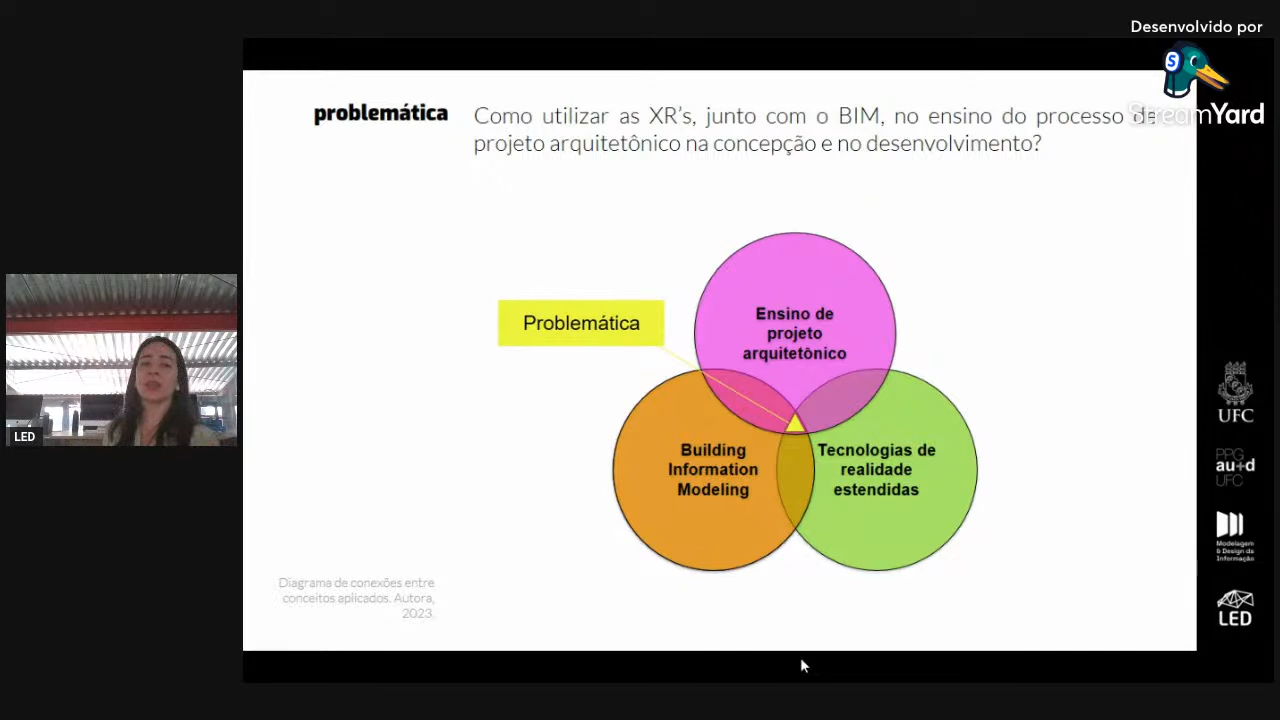 Desenvolvido por
S
StreamYard
problemática
Como utilizar as XR's, junto com o BIM, no ensino do processo de
projeto arquitetônico na concepção e no desenvolvimento?
Problemática
Ensino de
projeto
arquitetônico
Building
Information
Modeling
Tecnologias de
realidade
estendidas
Diagrama de conexões entre
conceitos aplicados. Autora,
2023.
LED
UFC
PPG
au+d
UFC
Modelagem
& Design da
Informação
LED